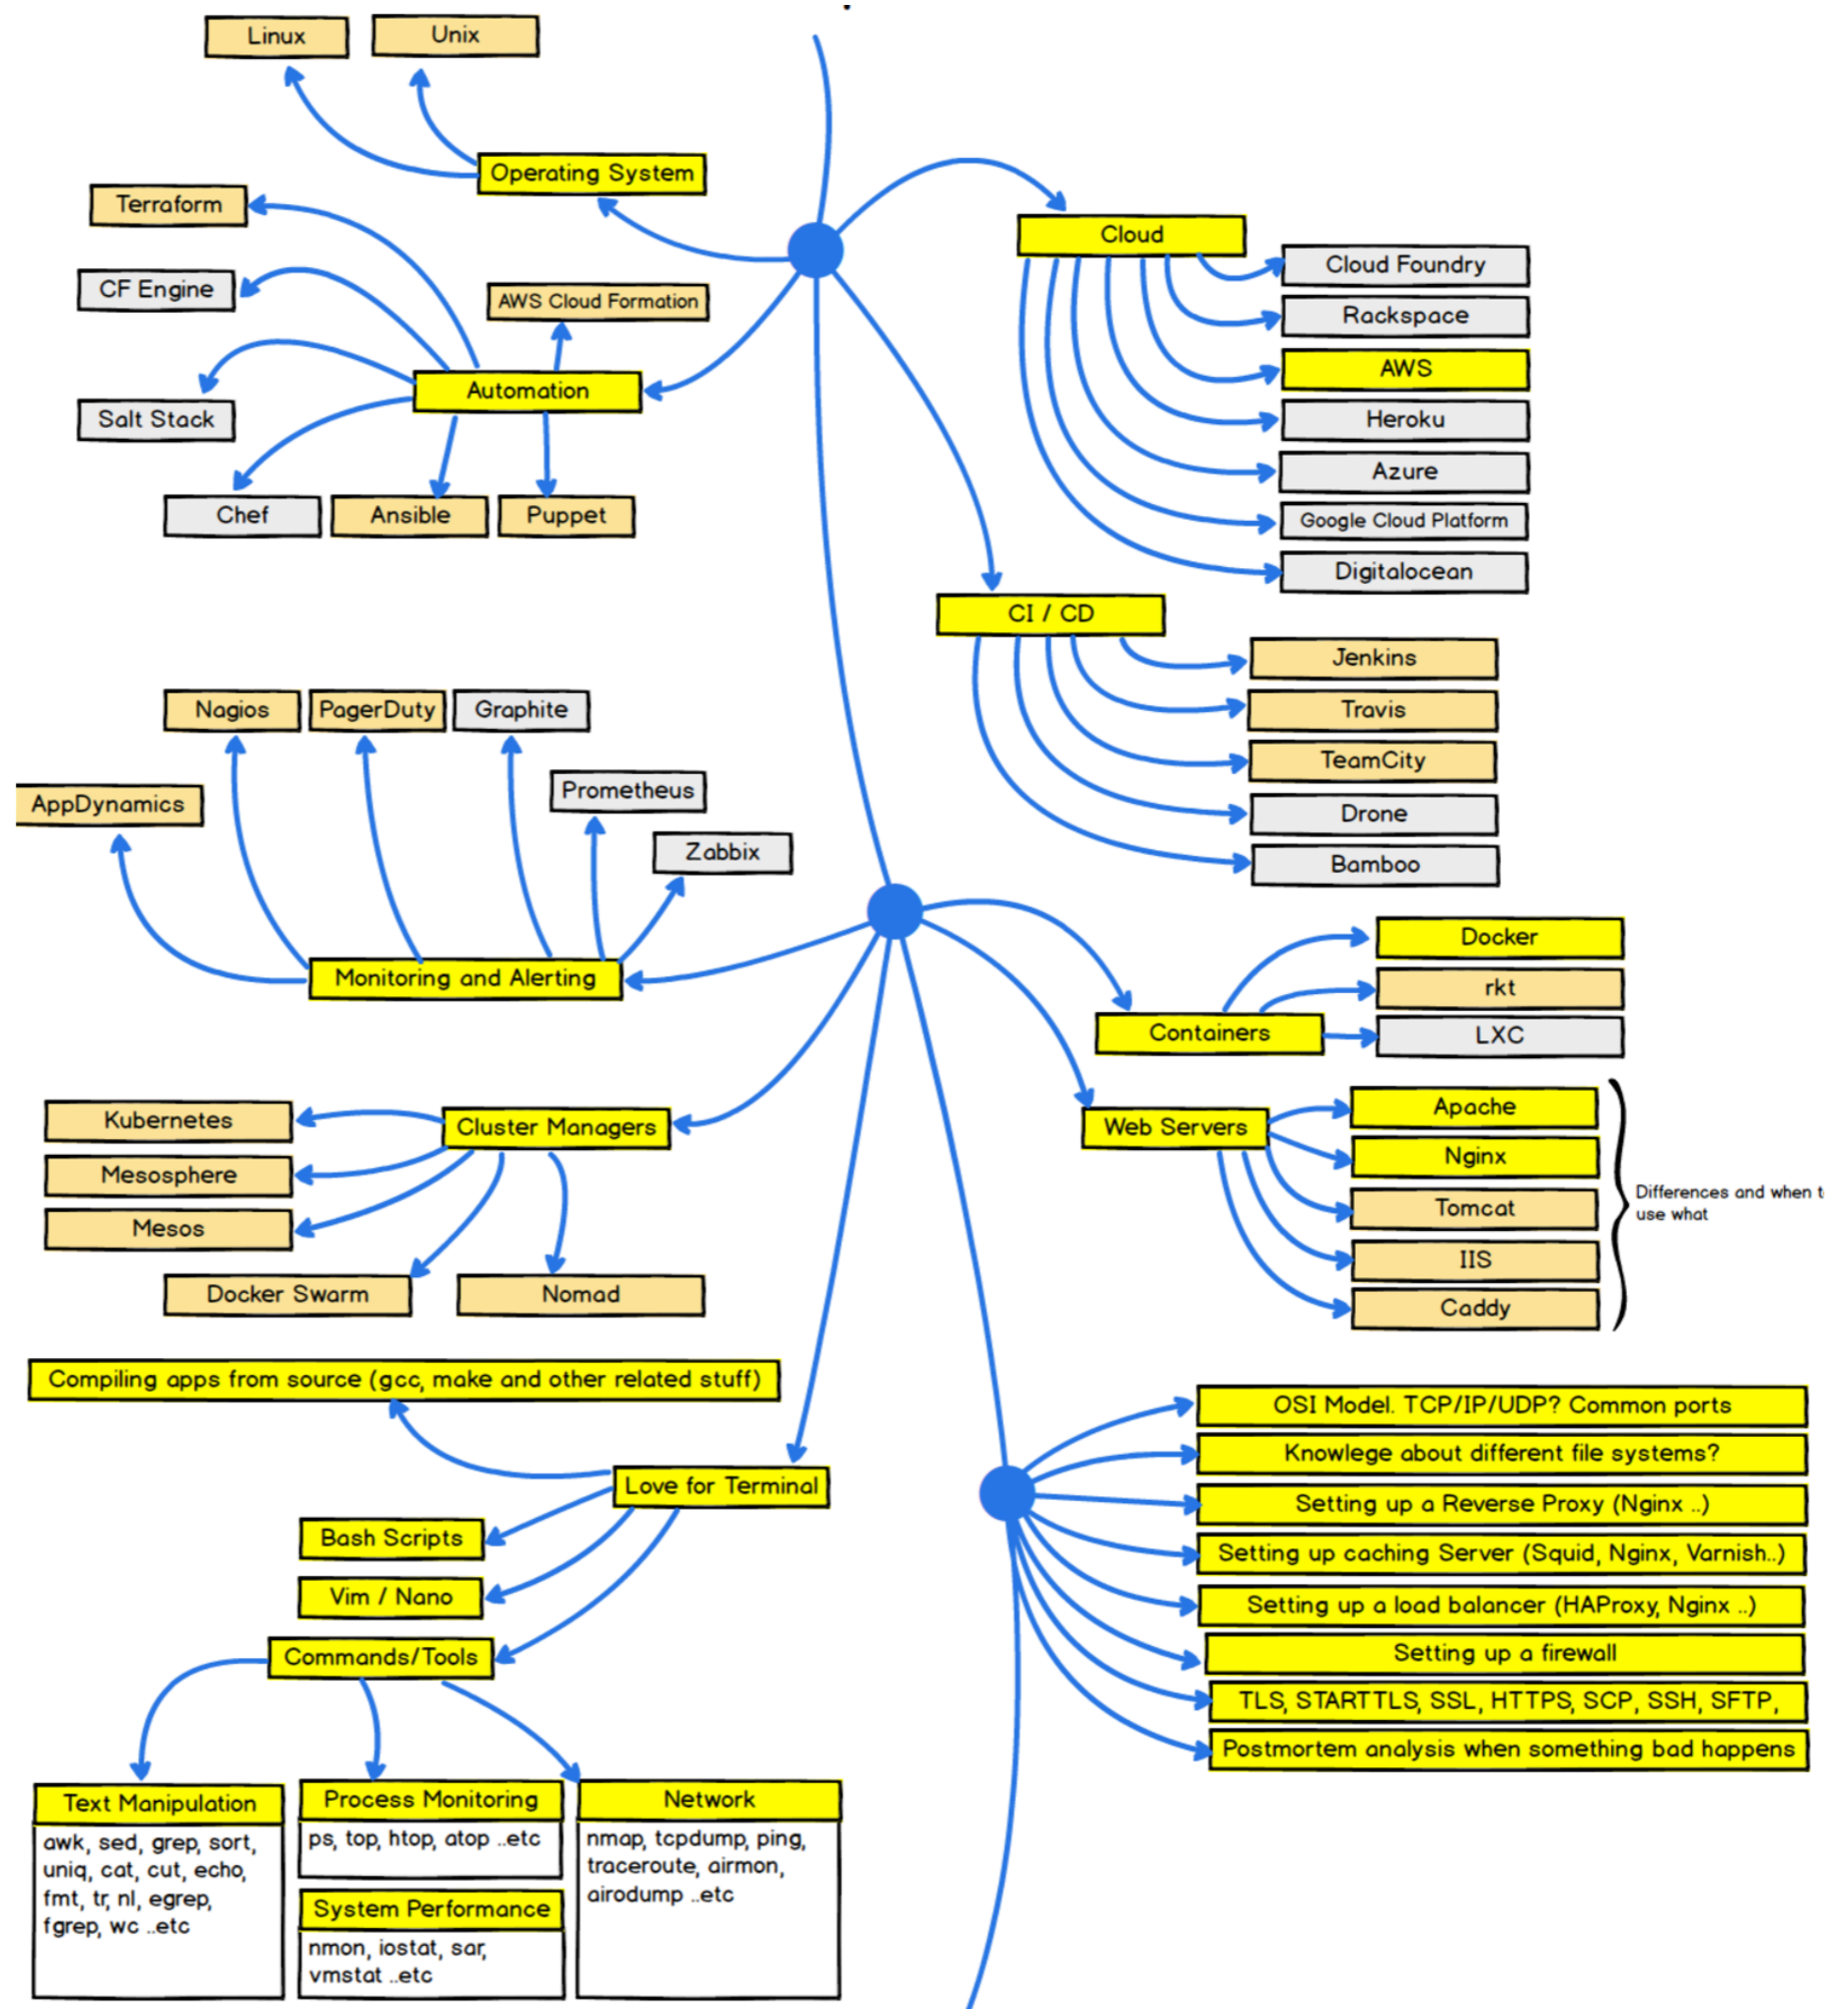 Linux
Unix
Operating System
Terraform
CF Engine
AWS Cloud Formation
Automation
Salt Stack
Chef
Ansible
Puppet
Cloud
Cloud Foundry
Rackspace
AWS
Heroku
Azure
Google Cloud Platform
Digitalocean
CI / CD
Jenkins
Travis
TeamCity
Drone
Bamboo
Nagios
PagerDuty
Graphite
Prometheus
AppDynamics
Zabbix
Monitoring and Alerting
Docker
rkt
LXC
Containers
Kubernetes
Cluster Managers
Mesosphere
Mesos
Docker Swarm
Nomad
Web Servers
Apache
Nginx
Tomcat
IIS
Caddy
Differences and when t
use what
Compiling apps from source (gcc, make and other related stuff)
Love for Terminal
Bash Scripts
Vim / Nano
Commands/Tools
OSI Model. TCP/IP/UDP? Common ports
Knowlege about different file systems?
Setting up a Reverse Proxy (Nginx ..)
Setting up caching Server (Squid, Nginx, Varnish..)
Setting up a load balancer (HAProxy, Nginx ..)
Setting up a firewall
TLS, STARTTLS, SSL, HTTPS, SCP, SSH, SFTP,
Postmortem analysis when something bad happens
Text Manipulation
awk, sed, grep, sort,
uniq, cat, cut, echo,
fmt, tr, nl, egrep,
fgrep, wc ..etc
Process Monitoring
ps, top, htop, atop ..etc
System Performance
nmon, iostat, sar,
vmstat ..etc
Network
nmap, tcpdump, ping,
traceroute, airmon,
airodump ..etc